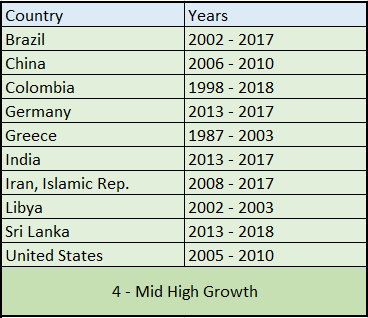 Country Years
Brazil 2002 - 2017
China 2006 - 2010
Colombia 1998 - 2018
Germany 2013 - 2017
Greece 1987 - 2003
India 2013 - 2017
Iran, Islamic Rep. 2008 - 2017
Libya 2002 - 2003
Sri Lanka 2013 - 2018
United States 2005 - 2010
4 - Mid High Growth